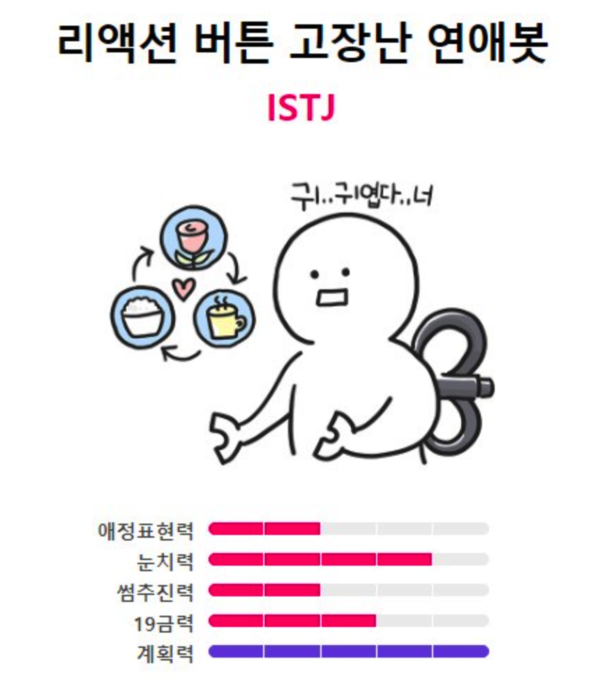 리액션 버튼 고장난 연애봇
ISTJ
귀..귀엽다..너
애정표현력
눈치력
썸추진력
19금력
계획력